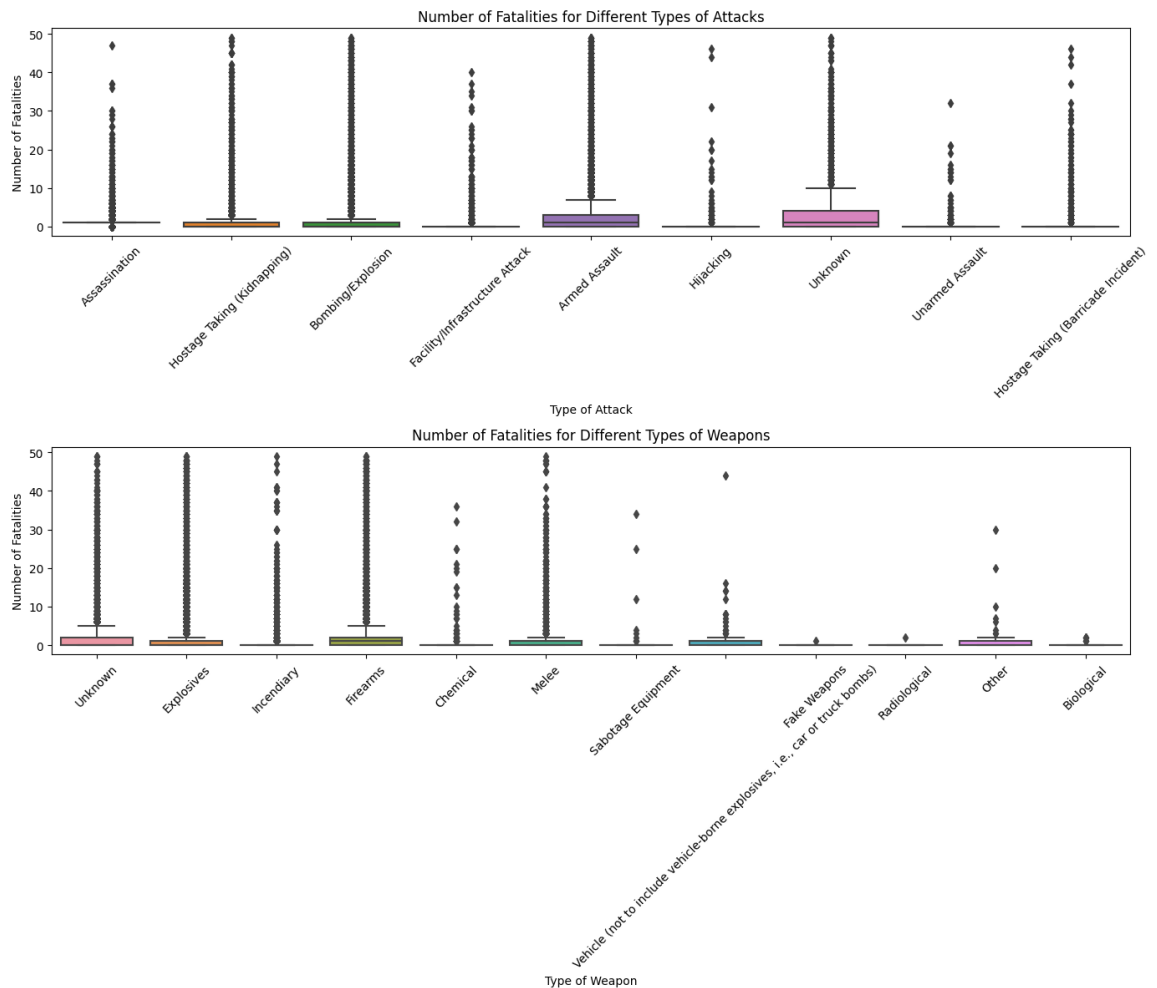 Number of Fatalities for Different Types of Attacks
Number of Fatalities
50
40
30
20
10
0
Assassination
Hostage Taking (Kidnapping)
Bombing/Explosion
Facility/Infrastructure Attack
Armed Assault
Hijacking
Unknown
Unarmed Assault
Hostage Taking (Barricade Incident)
Type of Attack
Number of Fatalities for Different Types of Weapons
Number of Fatalities
50
40
30
20
10
0
Unknown
Explosives
Incendiary
Firearms
Chemical
Melee
Sabotage Equipment
Vehicle (not to include vehicle-borne explosives, i.e., car or truck bombs)
Fake Weapons
Radiological
Other
Biological
Type of Weapon